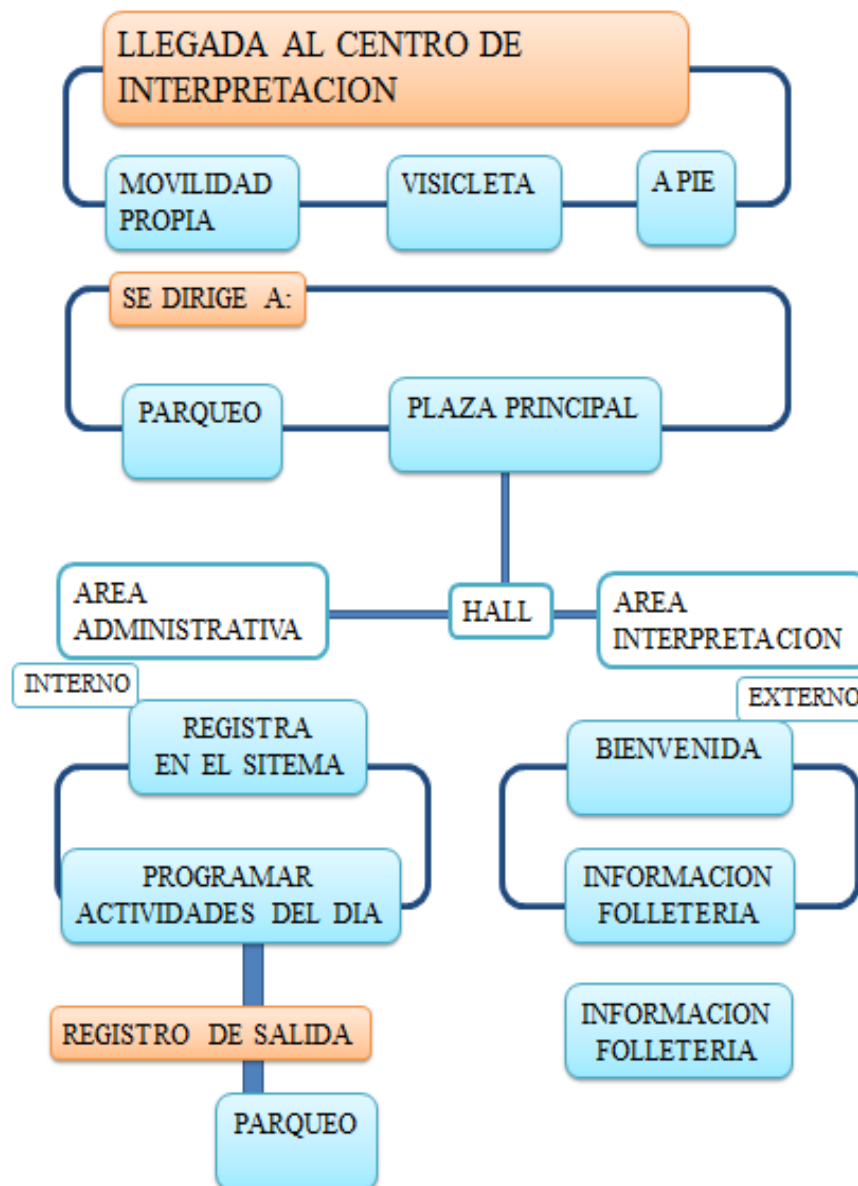 LLEGADA AL CENTRO DE
INTERPRETACION
MOVILIDAD
PROPIA
VISICLETA
A PIE
SE DIRIGE A:
PARQUEO
PLAZA PRINCIPAL
AREA
ADMINISTRATIVA
HALL
AREA
INTERPRETACION
INTERNO
EXTERNO
REGISTRA
EN EL SITEMA
BIENVENIDA
PROGRAMAR
ACTIVIDADES DEL DIA
INFORMACION
FOLLETERIA
REGISTRO DE SALIDA
INFORMACION
FOLLETERIA
PARQUEO